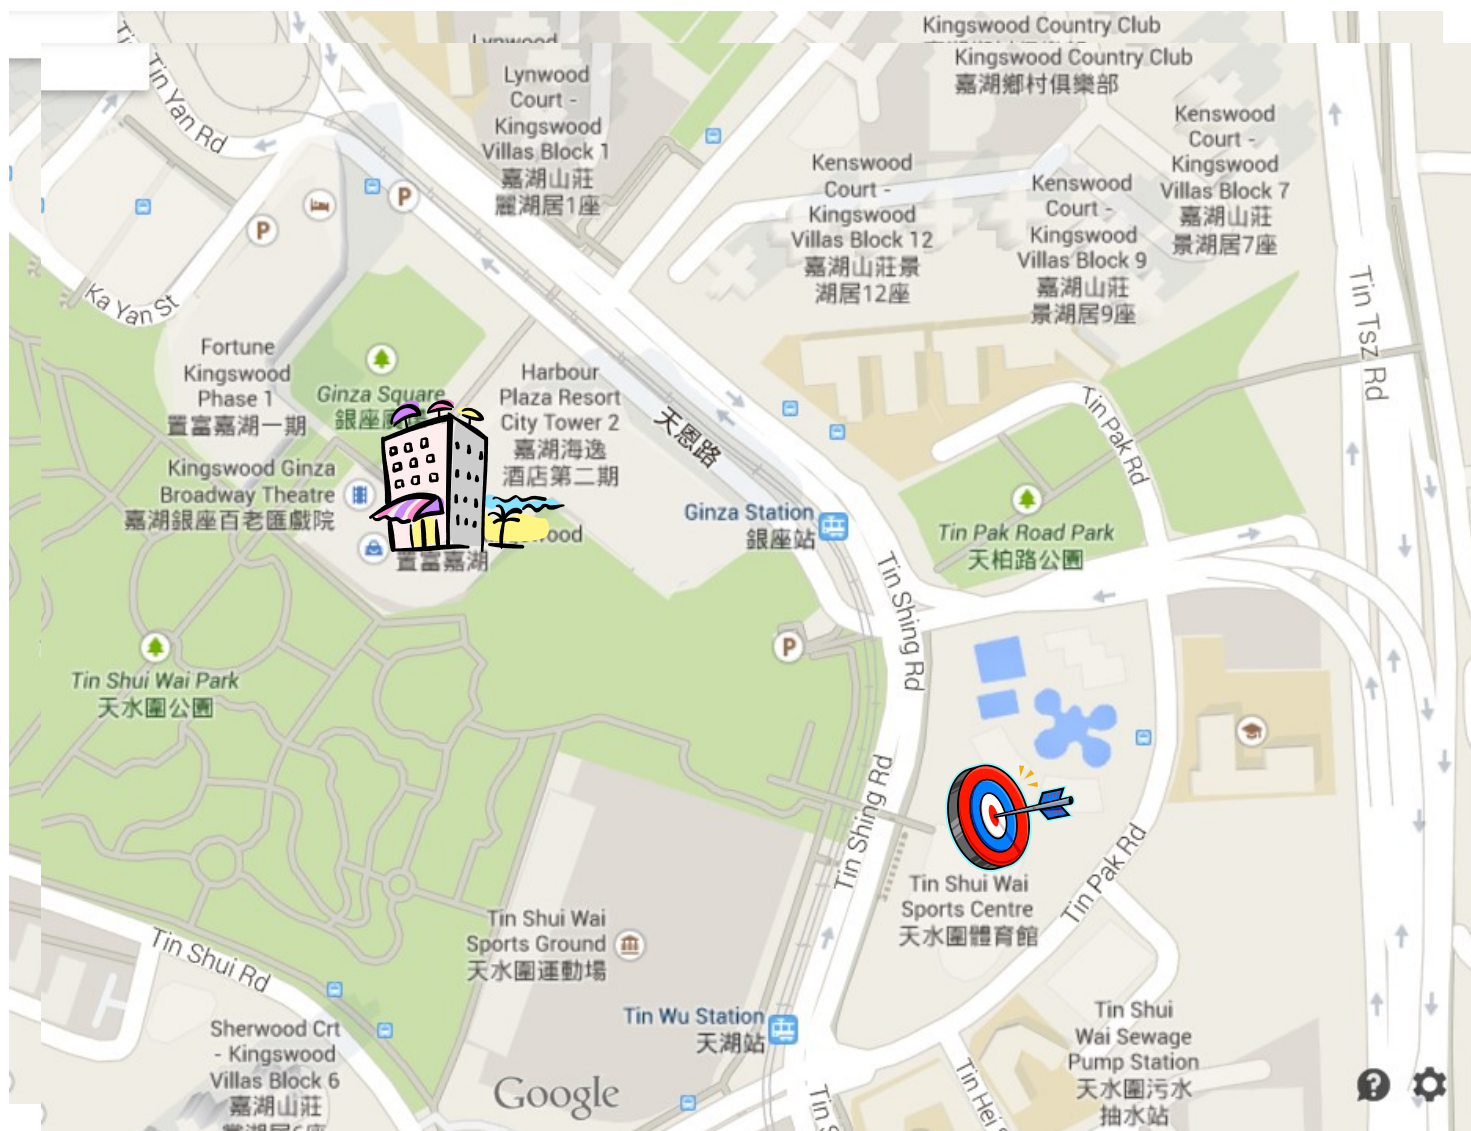 Kingswood Country Club
Lynwood
Kingswood Country Club
嘉湖鄉村俱樂部
Lynwood
Court -
Kingswood
Villas Block 1
嘉湖山莊
麗湖居1座
Tin Yan Rd
Kenswood
Court -
Kingswood
Villas Block 7
嘉湖山莊
景湖居7座
Kenswood
Court -
Kingswood
Villas Block 12
嘉湖山莊景
湖居12座
Kenswood
Court -
Kingswood
Villas Block 9
嘉湖山莊
景湖居9座
P
P
Ka Yan St
Tin Tsz Rd
Fortune
Kingswood
Phase 1
置富嘉湖一期
Ginza Square
銀座
Harbour
Plaza Resort
City Tower 2
嘉湖海逸
酒店第二期
天恩路
Tin Pak Rd
Kingswood Ginza
Broadway Theatre
嘉湖銀座百老匯戲院
置富嘉湖
Ginza Station
銀座站
Tin Pak Road Park
天柏路公園
Tin Shing Rd
P
Tin Shui Wai Park
天水圍公園
Tin Shing Rd
Tin Pak Rd
Tin Shui Wai
Sports Centre
天水圍體育館
Tin Shui Wai
Sports Ground
天水圍運動場
Tin Shui Rd
Tin Wu Station
天湖站
Sherwood Crt
- Kingswood
Villas Block 6
嘉湖山莊
Tin Shui
Wai Sewage
Pump Station
天水圍污水
抽水站
Tin Hei
Tin
Google